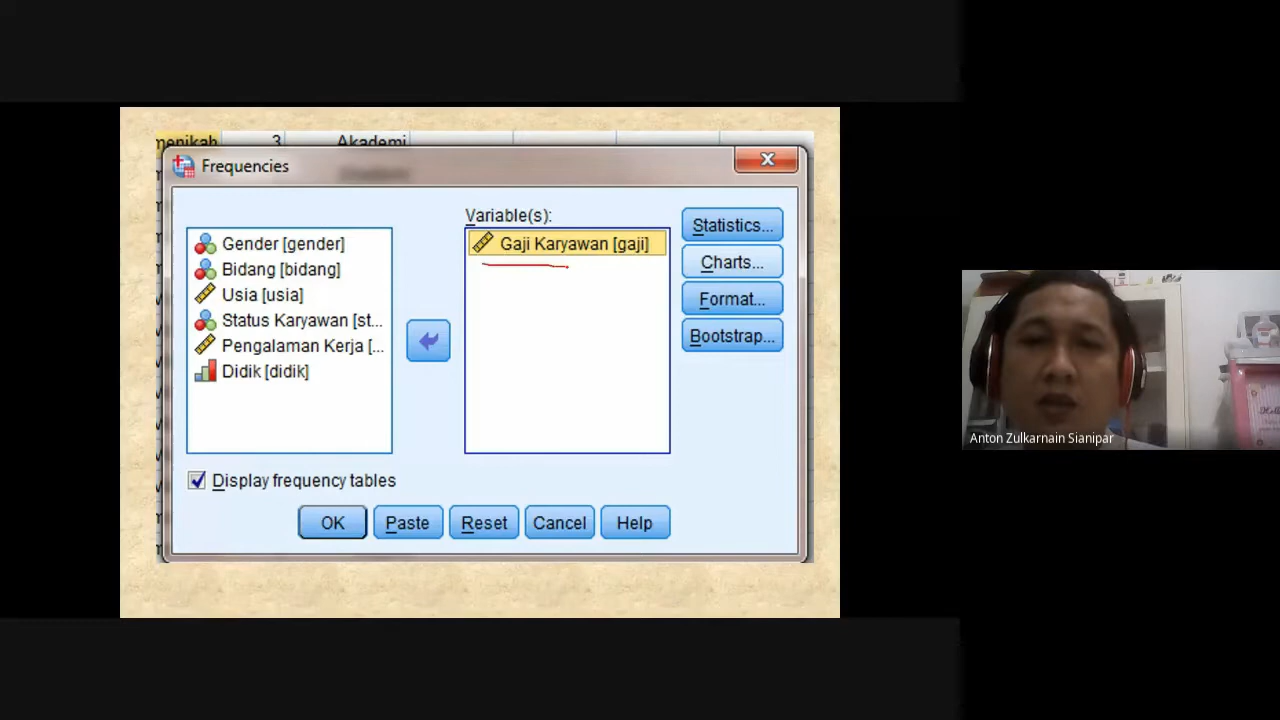 menikah 3 Akademi
Frequencies
Variable(s):
Gender [gender]
Bidang [bidang]
Usia [usia]
Status Karyawan [st...
Pengalaman Kerja [...
Didik [didik]
Gaji Karyawan [gaji]
Statistics...
Charts...
Format...
Bootstrap...
Display frequency tables
OK Paste Reset Cancel Help
Anton Zulkarnain Sianipar